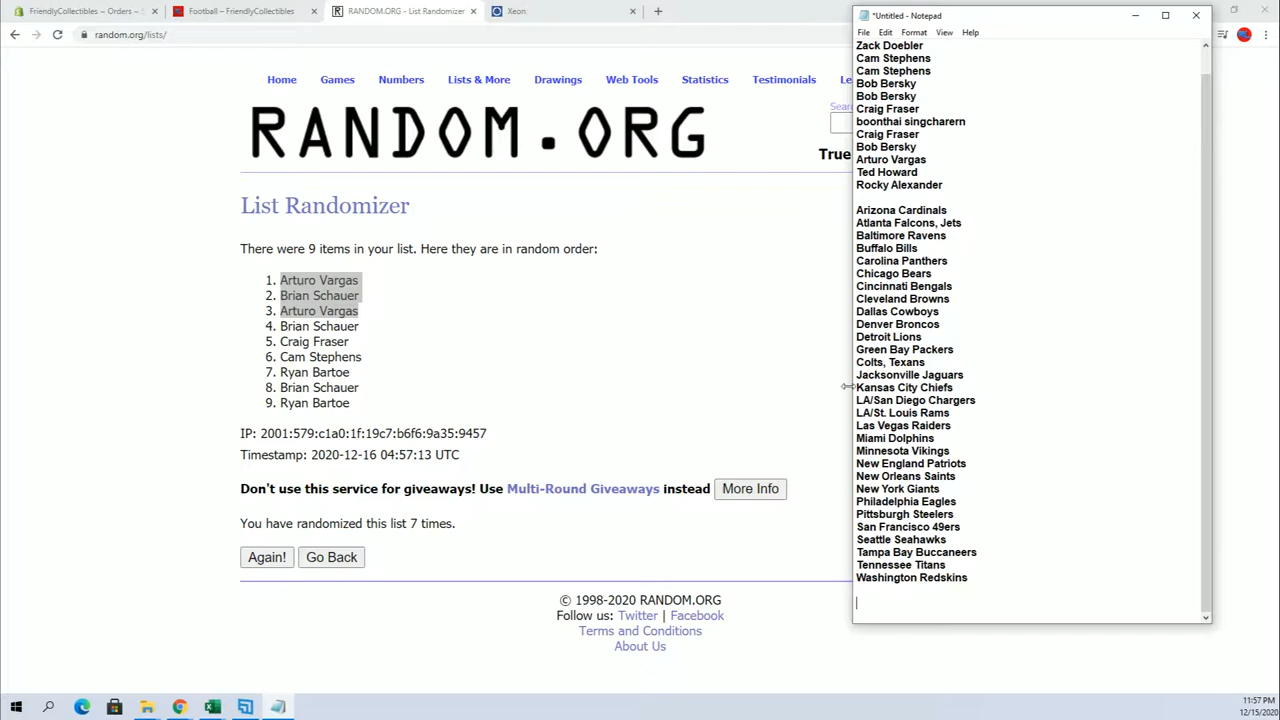 FriendlyCollectibles – Orders –
Football – FriendlyCollectibles
RANDOM.ORG - List Randomizer
Xeon
random.org/lists/
Home Games Numbers Lists & More Drawings Web Tools Statistics Testimonials
RANDOM.ORG
True
List Randomizer
There were 9 items in your list. Here they are in random order:
1. Arturo Vargas
2. Brian Schauer
3. Arturo Vargas
4. Brian Schauer
5. Craig Fraser
6. Cam Stephens
7. Ryan Bartoe
8. Brian Schauer
9. Ryan Bartoe
IP: 2001:579:c1a0:1f:19c7:b6f6:9a35:9457
Timestamp: 2020-12-16 04:57:13 UTC
Don't use this service for giveaways! Use Multi-Round Giveaways instead More Info
You have randomized this list 7 times.
Again! Go Back
© 1998-2020 RANDOM.ORG
Follow us: Twitter | Facebook
Terms and Conditions
About Us
*Untitled - Notepad
File Edit Format View Help
Zack Doebler
Cam Stephens
Cam Stephens
Bob Bersky
Bob Bersky
Craig Fraser
boonthai singcharern
Craig Fraser
Bob Bersky
Arturo Vargas
Ted Howard
Rocky Alexander
Arizona Cardinals
Atlanta Falcons, Jets
Baltimore Ravens
Buffalo Bills
Carolina Panthers
Chicago Bears
Cincinnati Bengals
Cleveland Browns
Dallas Cowboys
Denver Broncos
Detroit Lions
Green Bay Packers
Colts, Texans
Jacksonville Jaguars
Kansas City Chiefs
LA/San Diego Chargers
LA/St. Louis Rams
Las Vegas Raiders
Miami Dolphins
Minnesota Vikings
New England Patriots
New Orleans Saints
New York Giants
Philadelphia Eagles
Pittsburgh Steelers
San Francisco 49ers
Seattle Seahawks
Tampa Bay Buccaneers
Tennessee Titans
Washington Redskins
11:57 PM
12/15/2020